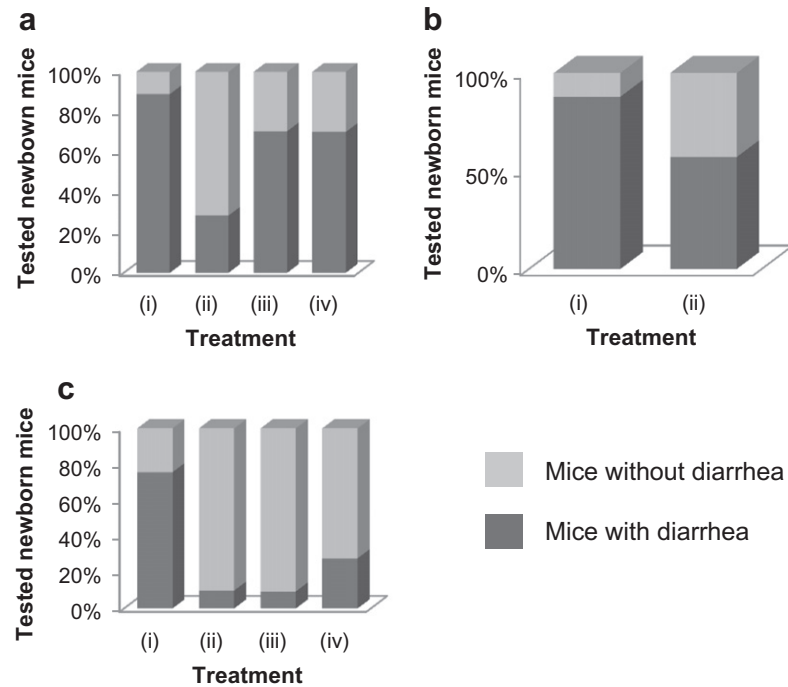 a
Tested newbown mice
100%
80%
60%
40%
20%
0%
(i) (ii) (iii) (iv)
Treatment
b
Tested newborn mice
100%
50%
0%
(i) (ii)
Treatment
c
Tested newborn mice
100%
80%
60%
40%
20%
0%
(i) (ii) (iii) (iv)
Treatment
Mice without diarrhea
Mice with diarrhea